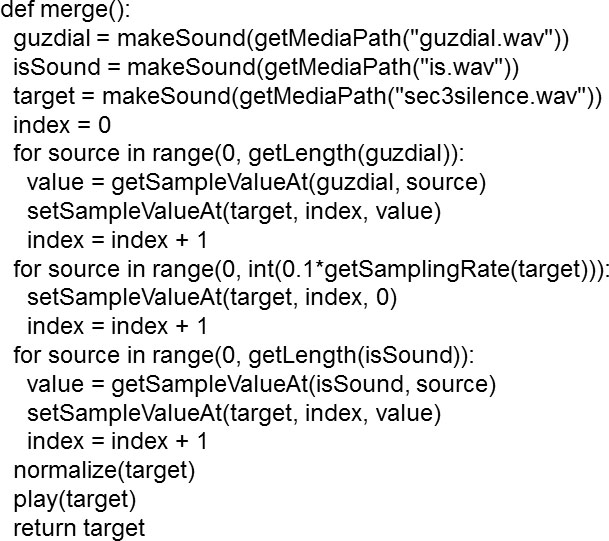 def merge():
  guzdial = makeSound(getMediaPath("guzdial.wav"))
  isSound = makeSound(getMediaPath("is.wav"))
  target = makeSound(getMediaPath("sec3silence.wav"))
  index = 0
  for source in range(0, getLength(guzdial)):
    value = getSampleValueAt(guzdial, source)
    setSampleValueAt(target, index, value)
    index = index + 1
  for source in range(0, int(0.1*getSamplingRate(target))):
    setSampleValueAt(target, index, 0)
    index = index + 1
  for source in range(0, getLength(isSound)):
    value = getSampleValueAt(isSound, source)
    setSampleValueAt(target, index, value)
    index = index + 1
  normalize(target)
  play(target)
  return target